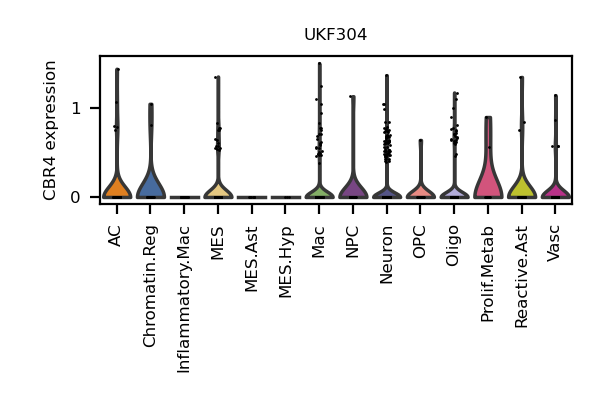 UKF304
CBR4 expression
1
0
AC
Chromatin.Reg
Inflammatory.Mac
MES
MES.Ast
MES.Hyp
Mac
NPC
Neuron
OPC
Oligo
Prolif.Metab
Reactive.Ast
Vasc